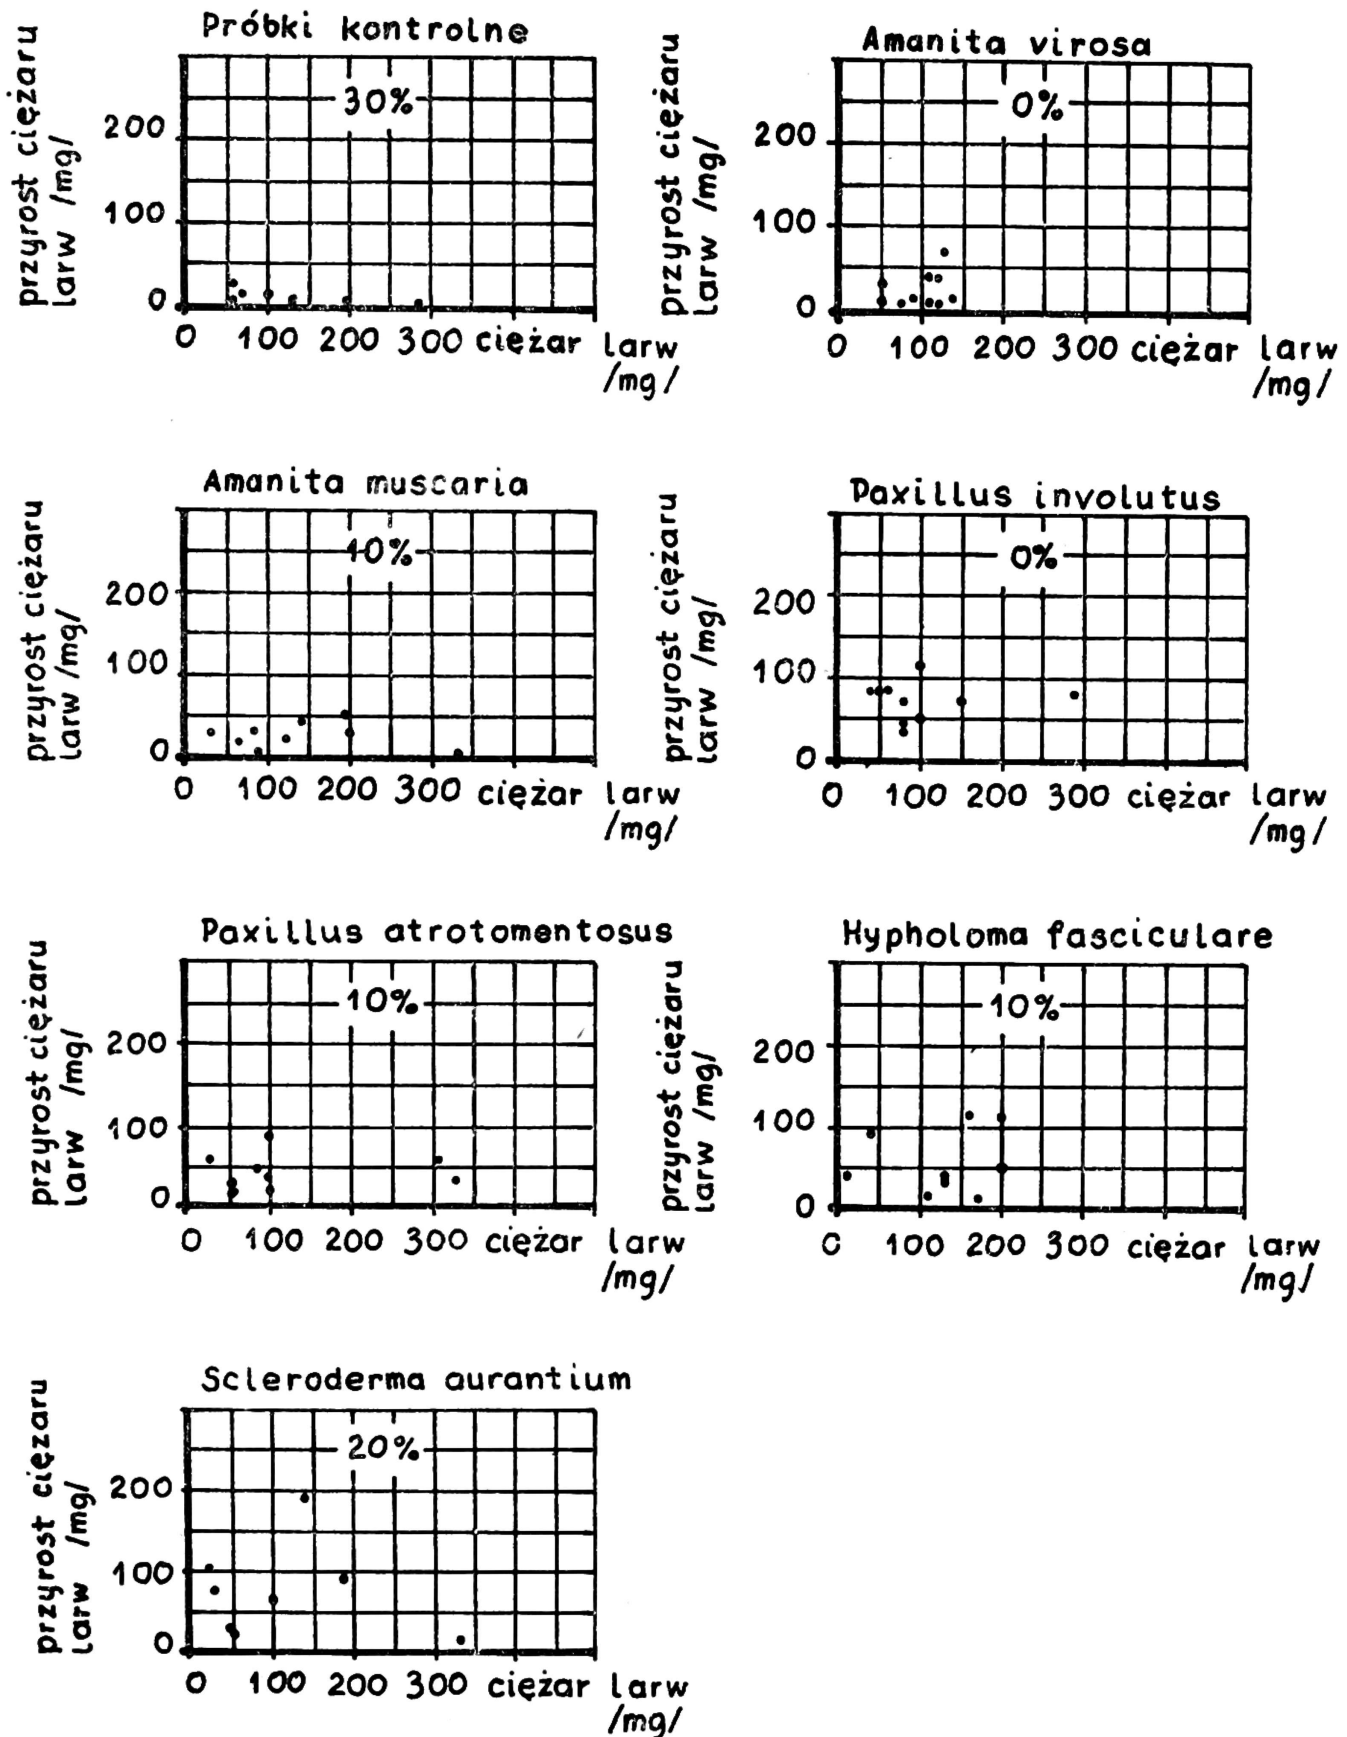 Próbki kontrolne
przyrost ciężaru
larw /mg/
30%
200
100
0
0 100 200 300 ciężar larw
/mg/
Amanita virosa
przyrost ciężaru
larw /mg/
0%
200
100
0
0 100 200 300 ciężar larw
/mg/
Amanita muscaria
przyrost ciężaru
larw /mg/
10%
200
100
0
0 100 200 300 ciężar larw
/mg/
Paxillus involutus
przyrost ciężaru
larw /mg/
0%
200
100
0
0 100 200 300 ciężar larw
/mg/
Paxillus atrotomentosus
przyrost ciężaru
larw /mg/
10%
200
100
0
0 100 200 300 ciężar larw
/mg/
Hypholoma fasciculare
przyrost ciężaru
larw /mg/
10%
200
100
0
0 100 200 300 ciężar larw
/mg/
Scleroderma aurantium
przyrost cięzaru
larw /mg/
20%
200
100
0
0 100 200 300 ciężar larw
/mg/